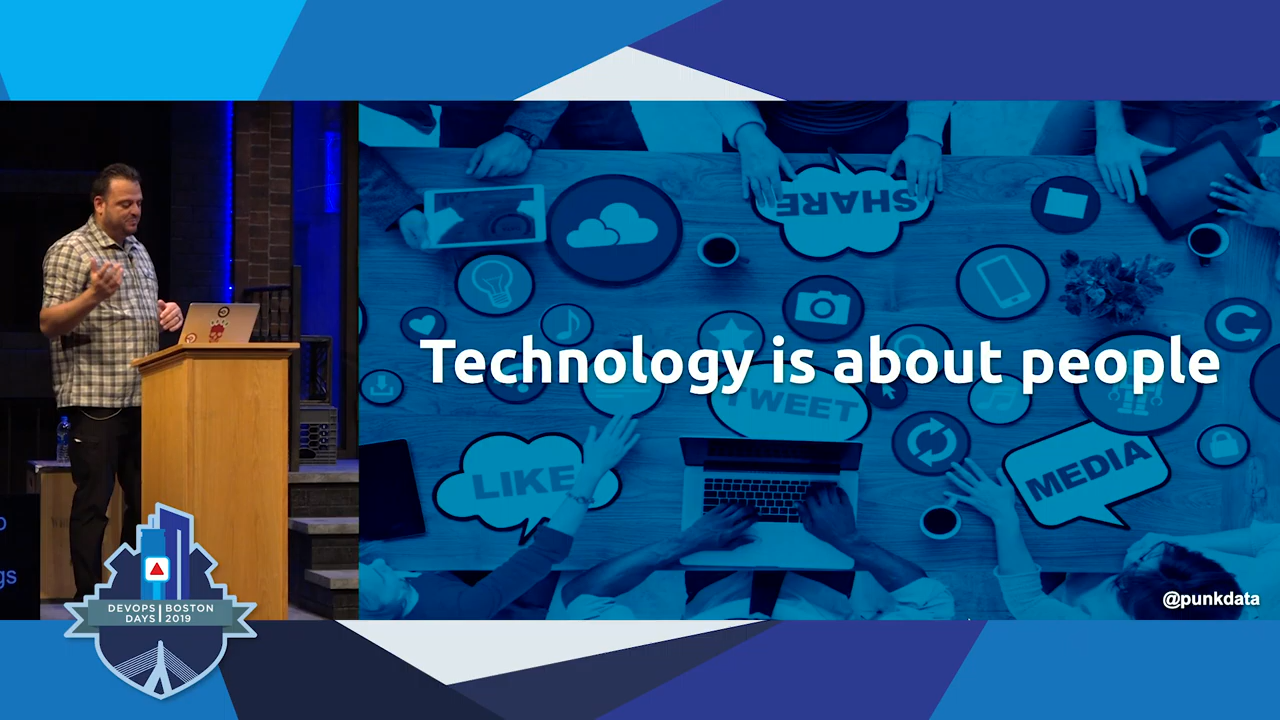 SHARE
Technology is about people
TWEET
LIKE
MEDIA
@punkdata
DEVOPS BOSTON
DAYS 2019